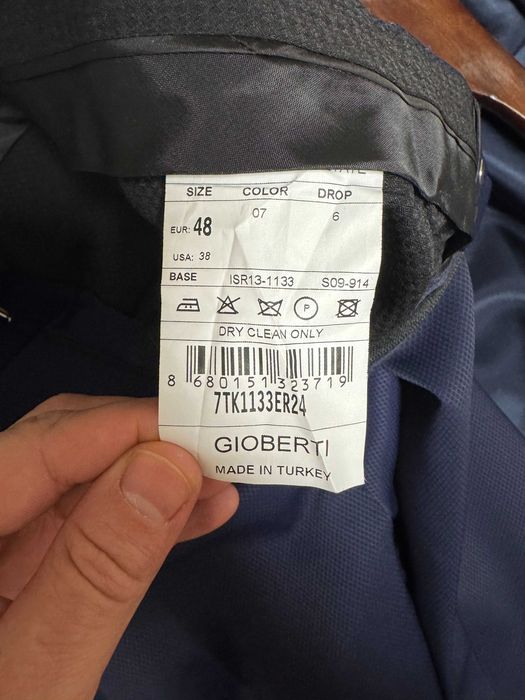 SIZE COLOR DROP
EUR: 48 07 6
USA: 38
BASE ISR13-1133 S09-914
P
DRY CLEAN ONLY
8 680151 323719
7TK1133ER24
GIOBERTI
MADE IN TURKEY